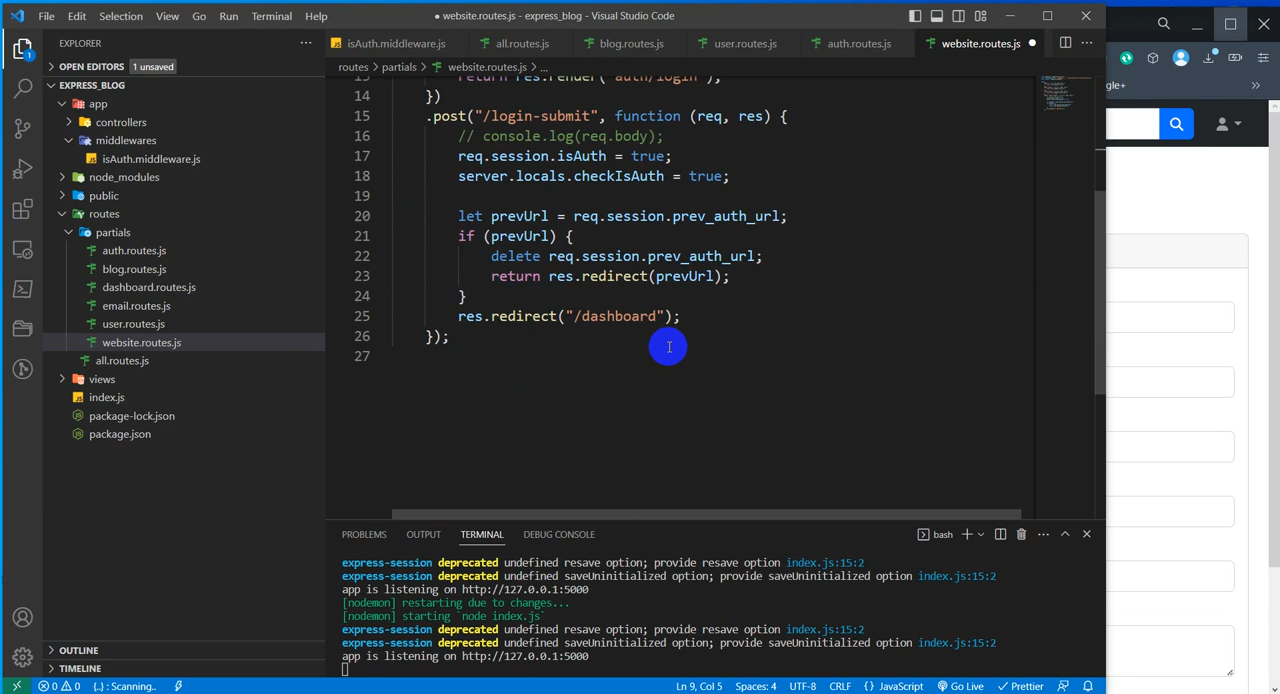 File Edit Selection View Go Run Terminal Help
● website.routes.js - express_blog - Visual Studio Code
EXPLORER
isAuth.middleware.js all.routes.js blog.routes.js user.routes.js auth.routes.js website.routes.js
1
OPEN EDITORS 1 unsaved
routes > partials > website.routes.js > ...
gle+
EXPRESS_BLOG
app
controllers
middlewares
isAuth.middleware.js
node_modules
public
routes
partials
auth.routes.js
blog.routes.js
dashboard.routes.js
email.routes.js
user.routes.js
website.routes.js
all.routes.js
views
index.js
package-lock.json
package.json
13 return res.render("auth/login");
14 })
15 .post("/login-submit", function (req, res) {
16 // console.log(req.body);
17 req.session.isAuth = true;
18 server.locals.checkIsAuth = true;
19
20 let prevUrl = req.session.prev_auth_url;
21 if (prevUrl) {
22 delete req.session.prev_auth_url;
23 return res.redirect(prevUrl);
24 }
25 res.redirect("/dashboard");
26 });
27
PROBLEMS OUTPUT TERMINAL DEBUG CONSOLE
bash
express-session deprecated undefined resave option; provide resave option index.js:15:2
express-session deprecated undefined saveUninitialized option; provide saveUninitialized option index.js:15:2
app is listening on http://127.0.0.1:5000
[nodemon] restarting due to changes...
[nodemon] starting `node index.js`
express-session deprecated undefined resave option; provide resave option index.js:15:2
express-session deprecated undefined saveUninitialized option; provide saveUninitialized option index.js:15:2
app is listening on http://127.0.0.1:5000
OUTLINE
TIMELINE
0 0 {..} : Scanning.. Ln 9, Col 5 Spaces: 4 UTF-8 CRLF {} JavaScript Go Live Prettier